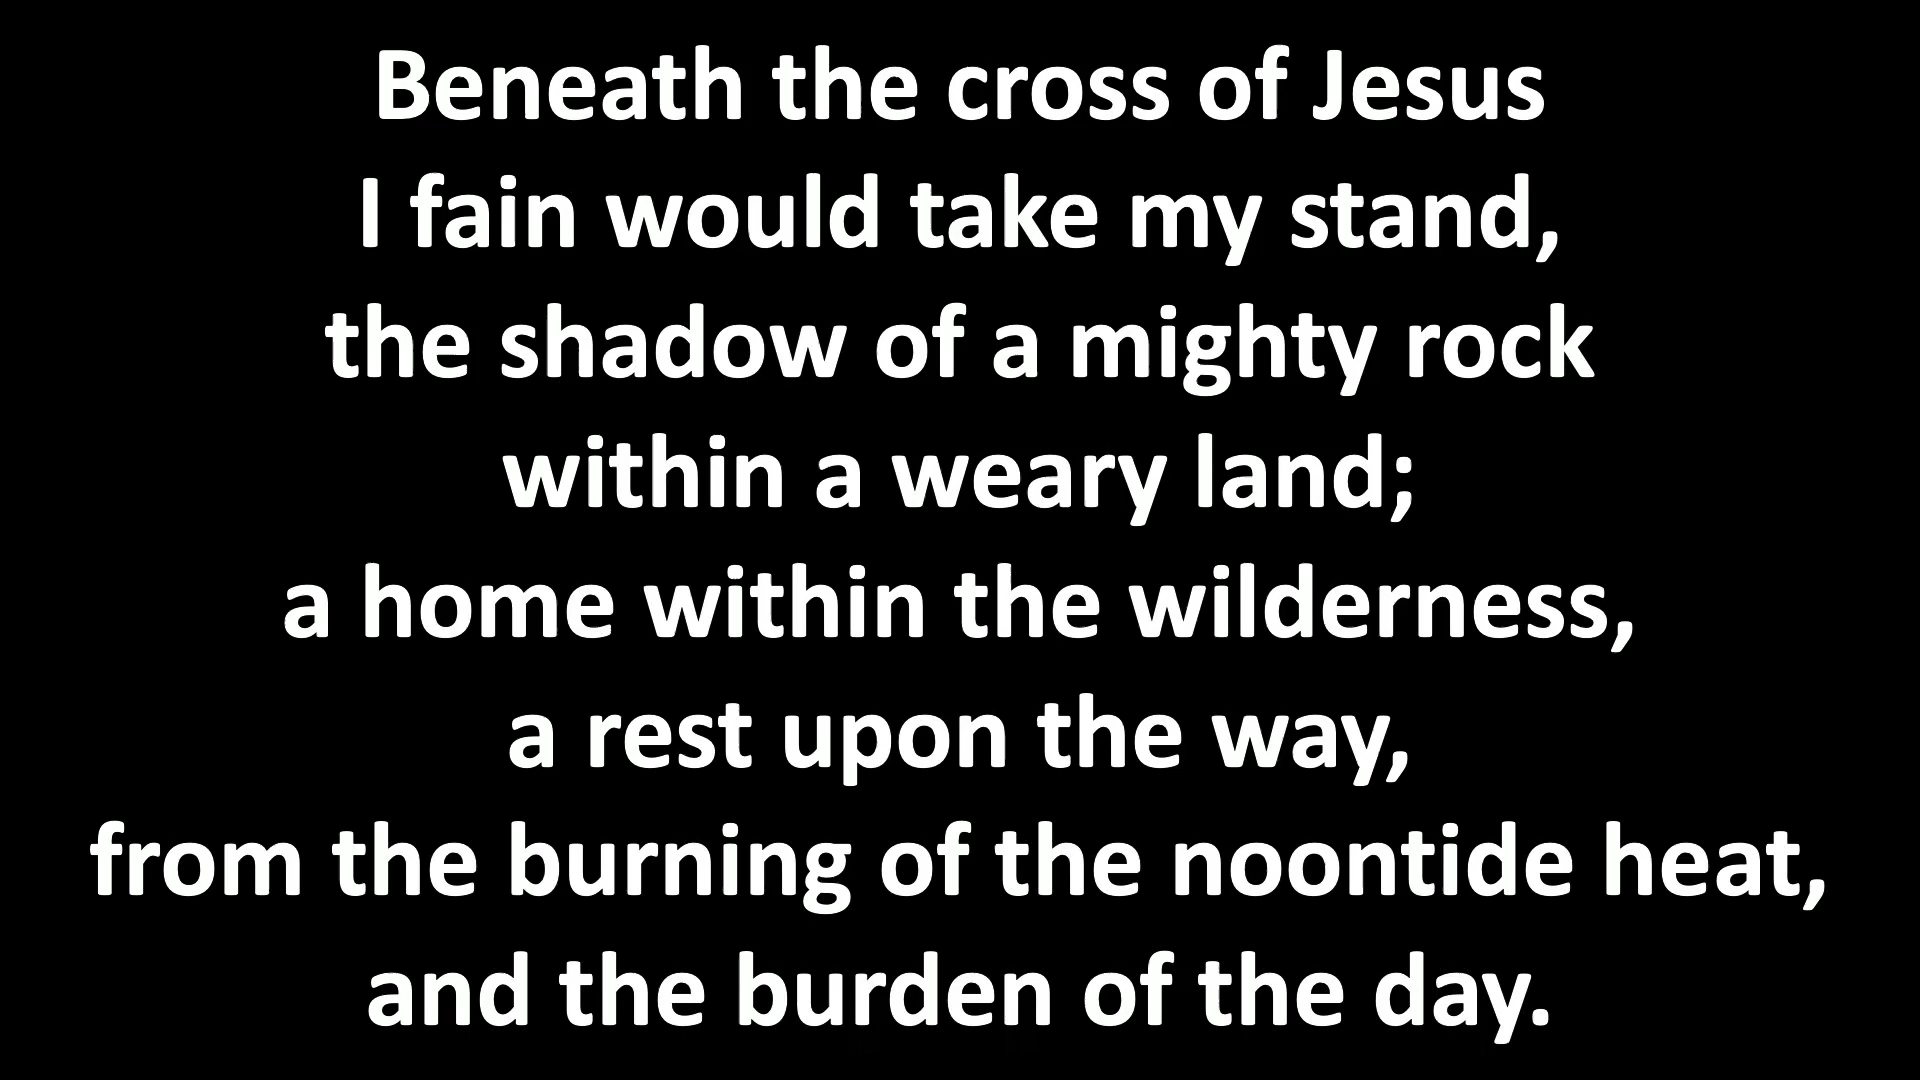 Beneath the cross of Jesus
I fain would take my stand,
the shadow of a mighty rock
within a weary land;
a home within the wilderness,
a rest upon the way,
from the burning of the noontide heat,
and the burden of the day.